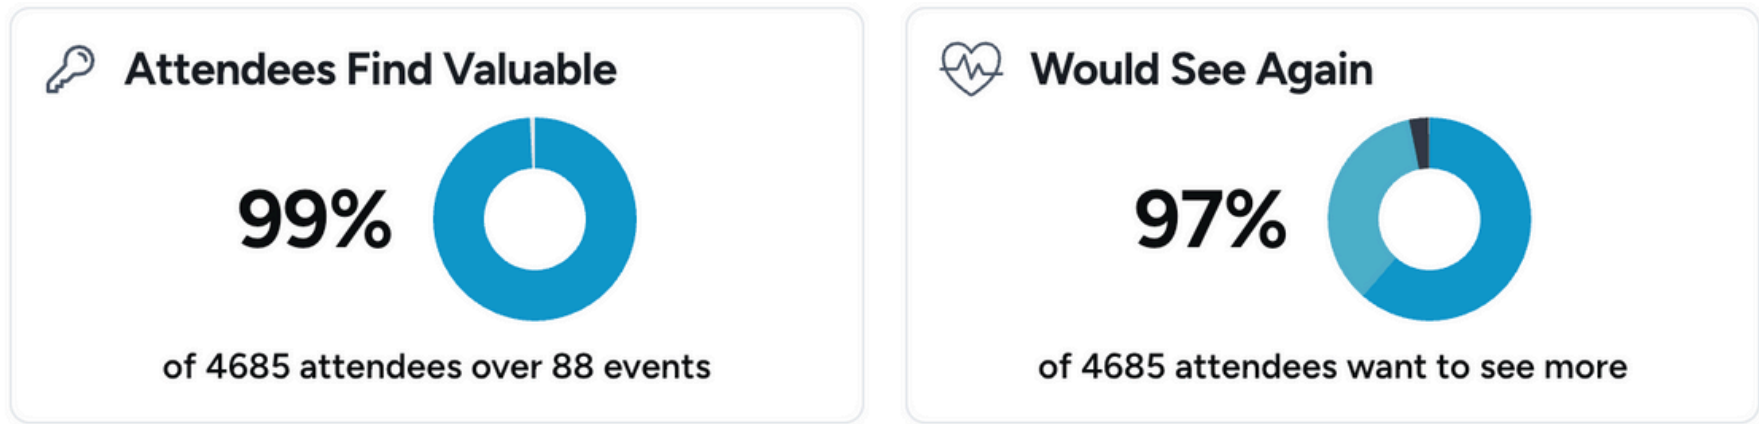 Attendees Find Valuable
99%
of 4685 attendees over 88 events
Would See Again
97%
of 4685 attendees want to see more